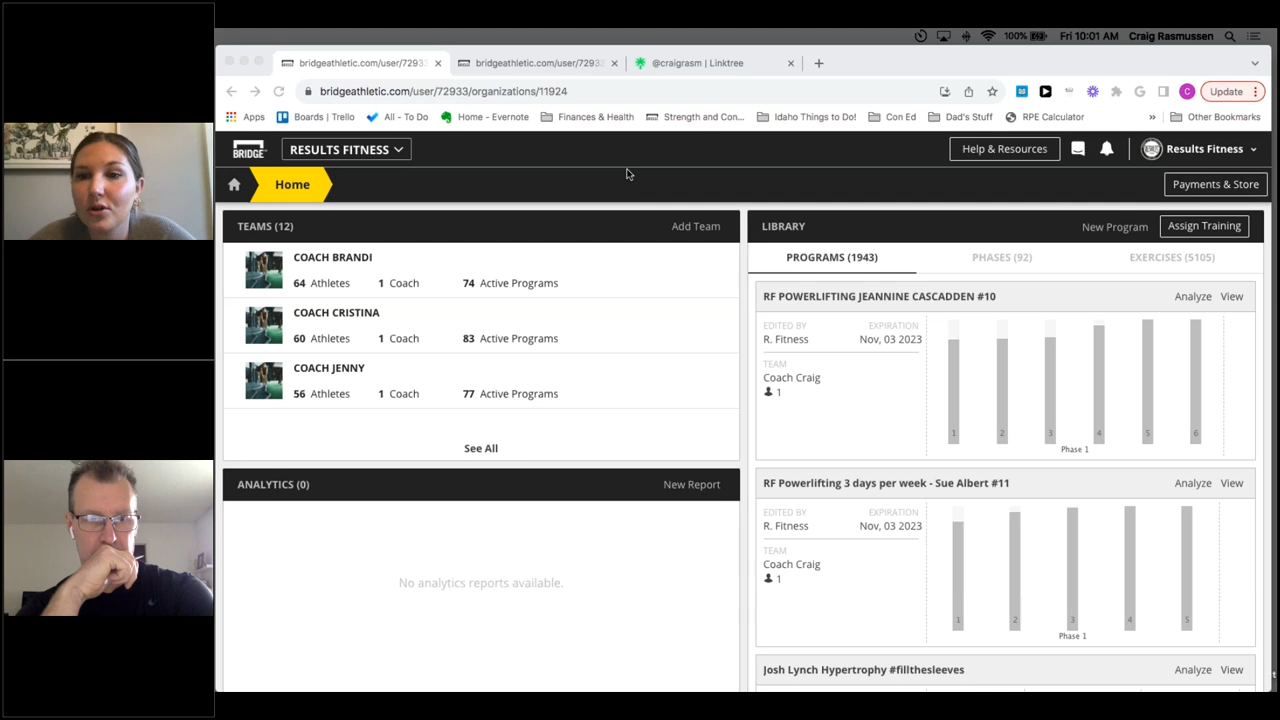 100% Fri 10:01 AM Craig Rasmussen
bridgeathletic.com/user/7293 bridgeathletic.com/user/7293 @craigrasm | Linktree
bridgeathletic.com/user/72933/organizations/11924 Update
Apps Boards | Trello All - To Do Home - Evernote Finances & Health Strength and Con... Idaho Things to Do! Con Ed Dad's Stuff RPE Calculator » Other Bookmarks
BRIDGE RESULTS FITNESS Help & Resources Results Fitness
Home Payments & Store
TEAMS (12) Add Team
COACH BRANDI
64 Athletes 1 Coach 74 Active Programs
COACH CRISTINA
60 Athletes 1 Coach 83 Active Programs
COACH JENNY
56 Athletes 1 Coach 77 Active Programs
See All
ANALYTICS (0) New Report
No analytics reports available.
LIBRARY New Program Assign Training
PROGRAMS (1943) PHASES (92) EXERCISES (5105)
RF POWERLIFTING JEANNINE CASCADDEN #10 Analyze View
EDITED BY EXPIRATION
R. Fitness Nov, 03 2023
TEAM
Coach Craig
1
1 2 3 4 5 6
Phase 1
RF Powerlifting 3 days per week - Sue Albert #11 Analyze View
EDITED BY EXPIRATION
R. Fitness Nov, 03 2023
TEAM
Coach Craig
1
1 2 3 4 5
Phase 1
Josh Lynch Hypertrophy #fillthesleeves Analyze View